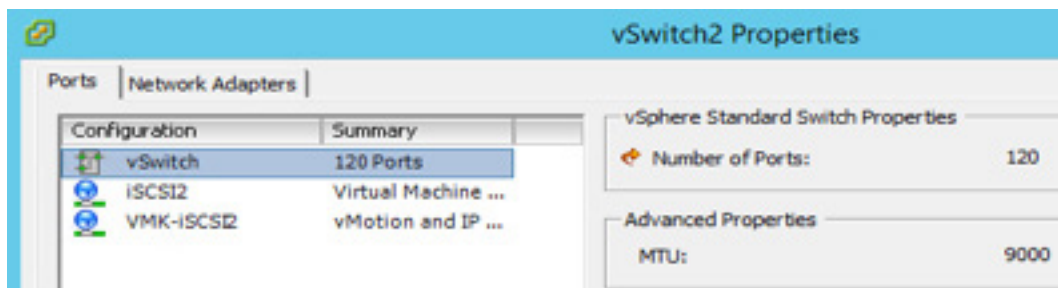 vSwitch2 Properties
Ports Network Adapters
Configuration Summary
vSwitch 120 Ports
iSCSI2 Virtual Machine ...
VMK-iSCSI2 vMotion and IP ...
vSphere Standard Switch Properties
Number of Ports: 120
Advanced Properties
MTU: 9000